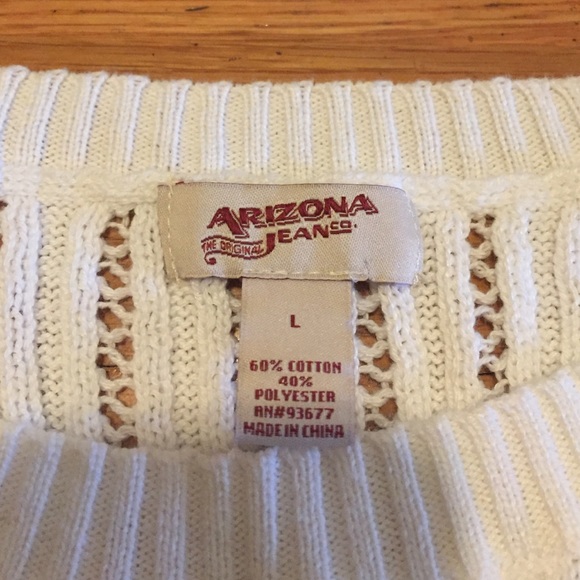 ARIZONA
THE ORIGINAL JEAN CO.
L
60% COTTON
40%
POLYESTER
RN#93677
MADE IN CHINA